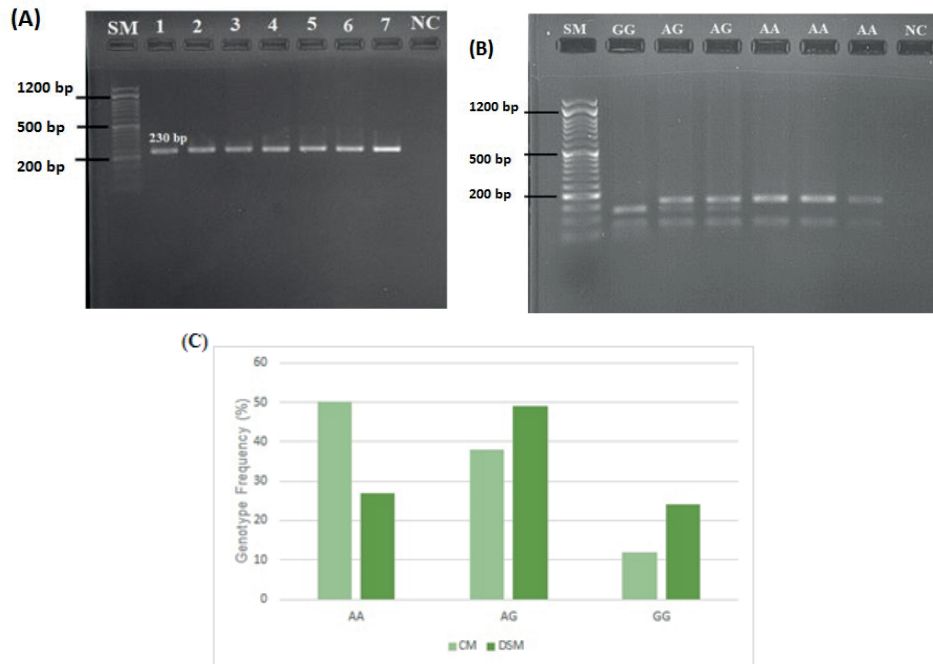 (A)
SM 1 2 3 4 5 6 7 NC
1200 bp
500 bp
230 bp
200 bp
(B)
SM GG AG AG AA AA AA NC
1200 bp
500 bp
200 bp
(C)
Genotype Frequency (%)
60
50
40
30
20
10
0
AA AG GG
CM DSM